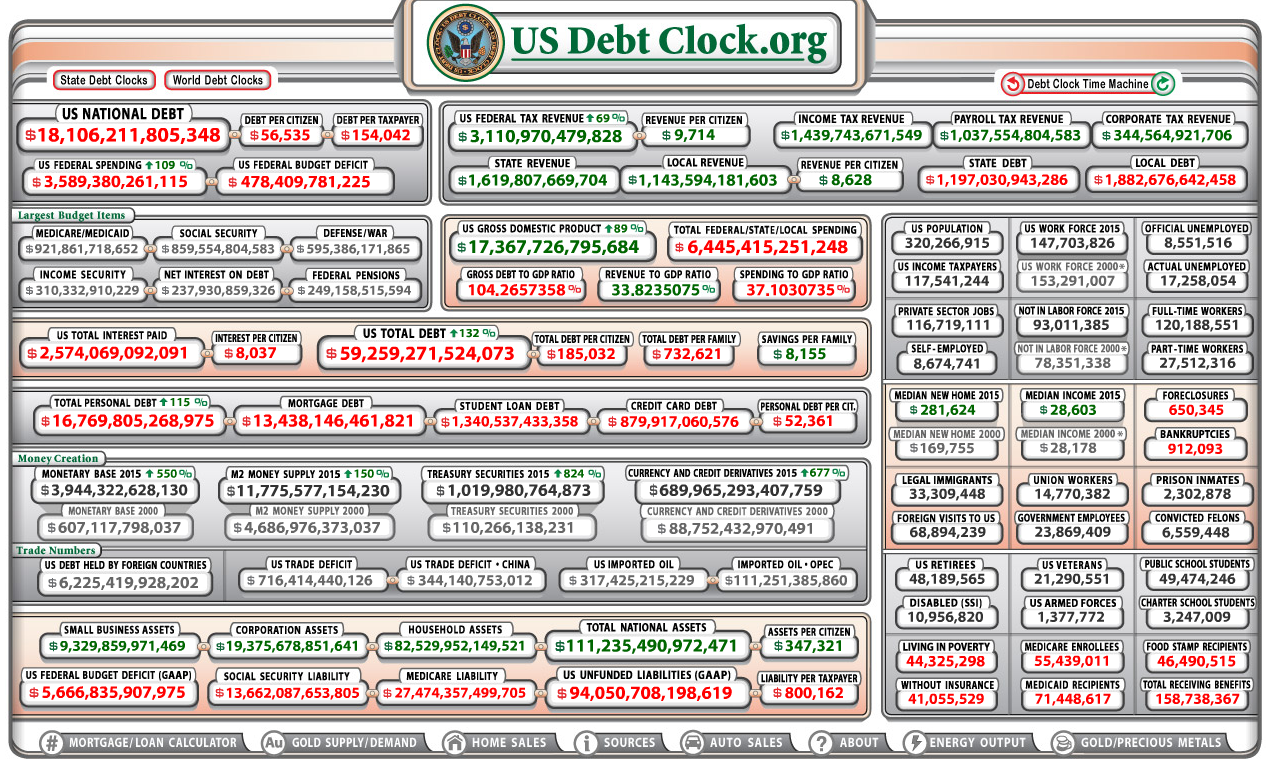 US Debt Clock.org
State Debt Clocks
World Debt Clocks
Debt Clock Time Machine
US NATIONAL DEBT
$18,106,211,805,348
DEBT PER CITIZEN
$56,535
DEBT PER TAXPAYER
$154,042
US FEDERAL SPENDING 109 %
$3,589,380,261,115
US FEDERAL BUDGET DEFICIT
$478,409,781,225
US FEDERAL TAX REVENUE 69 %
$3,110,970,479,828
REVENUE PER CITIZEN
$9,714
INCOME TAX REVENUE
$1,439,743,671,549
PAYROLL TAX REVENUE
$1,037,554,804,583
CORPORATE TAX REVENUE
$344,564,921,706
STATE REVENUE
$1,619,807,669,704
LOCAL REVENUE
$1,143,594,181,603
REVENUE PER CITIZEN
$8,628
STATE DEBT
$1,197,030,943,286
LOCAL DEBT
$1,882,676,642,458
Largest Budget Items
MEDICARE/MEDICAID
$921,861,718,652
SOCIAL SECURITY
$859,554,804,583
DEFENSE/WAR
$595,386,171,865
INCOME SECURITY
$310,332,910,229
NET INTEREST ON DEBT
$237,930,859,326
FEDERAL PENSIONS
$249,158,515,594
US GROSS DOMESTIC PRODUCT 89 %
$17,367,726,795,684
TOTAL FEDERAL/STATE/LOCAL SPENDING
$6,445,415,251,248
GROSS DEBT TO GDP RATIO
104.2657358 %
REVENUE TO GDP RATIO
33.8235075 %
SPENDING TO GDP RATIO
37.1030735 %
US TOTAL INTEREST PAID
$2,574,069,092,091
INTEREST PER CITIZEN
$8,037
US TOTAL DEBT 132 %
$59,259,271,524,073
TOTAL DEBT PER CITIZEN
$185,032
TOTAL DEBT PER FAMILY
$732,621
SAVINGS PER FAMILY
$8,155
TOTAL PERSONAL DEBT 115 %
$16,769,805,268,975
MORTGAGE DEBT
$13,438,146,461,821
STUDENT LOAN DEBT
$1,340,537,433,358
CREDIT CARD DEBT
$879,917,060,576
PERSONAL DEBT PER CIT.
$52,361
Money Creation
MONETARY BASE 2015 550 %
$3,944,322,628,130
M2 MONEY SUPPLY 2015 150 %
$11,775,577,154,230
TREASURY SECURITIES 2015 824 %
$1,019,980,764,873
CURRENCY AND CREDIT DERIVATIVES 2015 677 %
$689,965,293,407,759
MONETARY BASE 2000
$607,117,798,037
M2 MONEY SUPPLY 2000
$4,686,976,373,037
TREASURY SECURITIES 2000
$110,266,138,231
CURRENCY AND CREDIT DERIVATIVES 2000
$88,752,432,970,491
Trade Numbers
US DEBT HELD BY FOREIGN COUNTRIES
$6,225,419,928,202
US TRADE DEFICIT
$716,414,440,126
US TRADE DEFICIT • CHINA
$344,140,753,012
US IMPORTED OIL
$317,425,215,229
IMPORTED OIL • OPEC
$111,251,385,860
SMALL BUSINESS ASSETS
$9,329,859,971,469
CORPORATION ASSETS
$19,375,678,851,641
HOUSEHOLD ASSETS
$82,529,952,149,521
TOTAL NATIONAL ASSETS
$111,235,490,972,471
ASSETS PER CITIZEN
$347,321
US FEDERAL BUDGET DEFICIT (GAAP)
$5,666,835,907,975
SOCIAL SECURITY LIABILITY
$13,662,087,653,805
MEDICARE LIABILITY
$27,474,357,499,705
US UNFUNDED LIABILITIES (GAAP)
$94,050,708,198,619
LIABILITY PER TAXPAYER
$800,162
US POPULATION
320,266,915
US WORK FORCE 2015
147,703,826
OFFICIAL UNEMPLOYED
8,551,516
US INCOME TAXPAYERS
117,541,244
US WORK FORCE 2000*
153,291,007
ACTUAL UNEMPLOYED
17,258,054
PRIVATE SECTOR JOBS
116,719,111
NOT IN LABOR FORCE 2015
93,011,385
FULL-TIME WORKERS
120,188,551
SELF-EMPLOYED
8,674,741
NOT IN LABOR FORCE 2000*
78,351,338
PART-TIME WORKERS
27,512,316
MEDIAN NEW HOME 2015
$281,624
MEDIAN INCOME 2015
$28,603
FORECLOSURES
650,345
MEDIAN NEW HOME 2000
$169,755
MEDIAN INCOME 2000*
$28,178
BANKRUPTCIES
912,093
LEGAL IMMIGRANTS
33,309,448
UNION WORKERS
14,770,382
PRISON INMATES
2,302,878
FOREIGN VISITS TO US
68,894,239
GOVERNMENT EMPLOYEES
23,869,409
CONVICTED FELONS
6,559,448
US RETIREES
48,189,565
US VETERANS
21,290,551
PUBLIC SCHOOL STUDENTS
49,474,246
DISABLED (SSI)
10,956,820
US ARMED FORCES
1,377,772
CHARTER SCHOOL STUDENTS
3,247,009
LIVING IN POVERTY
44,325,298
MEDICARE ENROLLEES
55,439,011
FOOD STAMP RECIPIENTS
46,490,515
WITHOUT INSURANCE
41,055,529
MEDICAID RECIPIENTS
71,448,617
TOTAL RECEIVING BENEFITS
158,738,367
# MORTGAGE/LOAN CALCULATOR
Au GOLD SUPPLY/DEMAND
HOME SALES
i SOURCES
AUTO SALES
? ABOUT
ENERGY OUTPUT
GOLD/PRECIOUS METALS